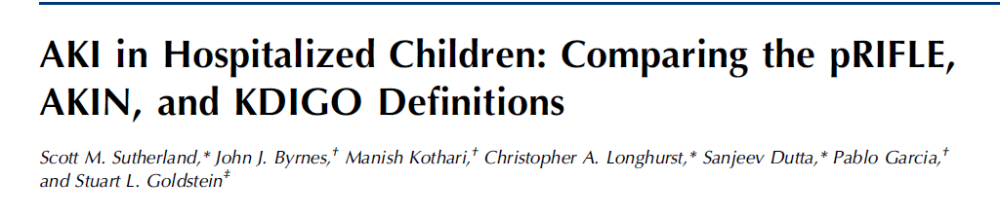 AKI in Hospitalized Children: Comparing the pRIFLE,
AKIN, and KDIGO Definitions
Scott M. Sutherland,* John J. Byrnes,† Manish Kothari,† Christopher A. Longhurst,* Sanjeev Dutta,* Pablo Garcia,†
and Stuart L. Goldstein‡